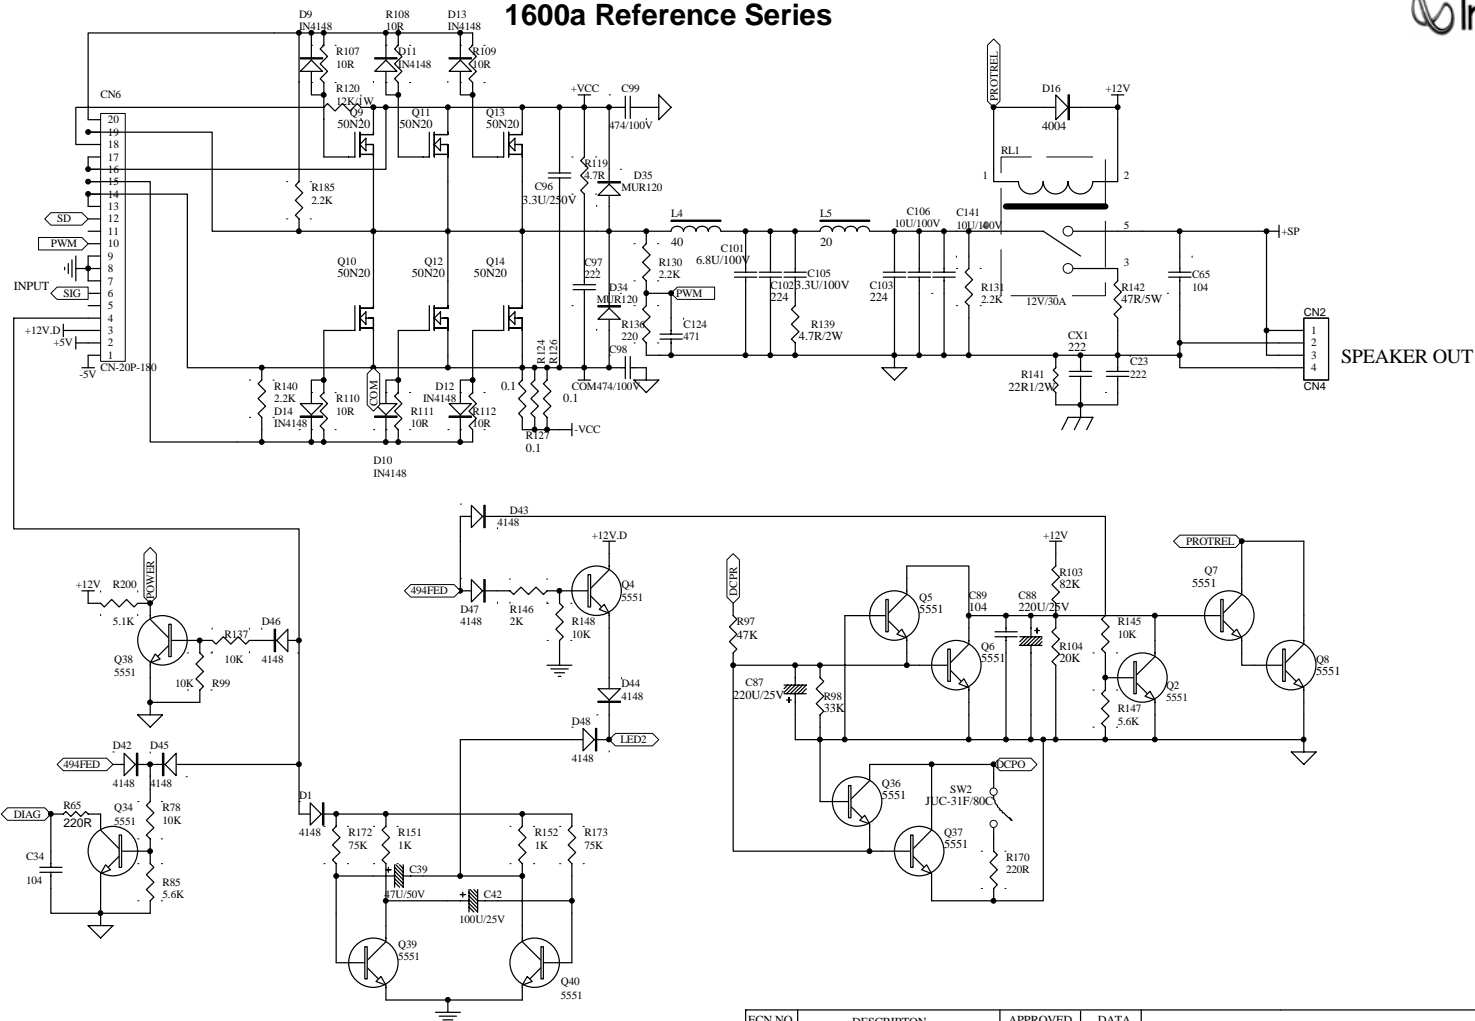 1600a Reference Series
In
D9
IN4148
R108
10R
D13
IN4148
R107
10R
D11
IN4148
R109
10R
R120
12K/1W
CN6
Q9
50N20
Q11
50N20
Q13
50N20
+VCC
C99
474/100V
PROTREL
D16
4004
+12V
RL1
1
2
20
19
18
17
16
15
14
13
12
11
10
9
8
7
6
5
4
3
2
1
CN-20P-180
SD
PWM
INPUT
SIG
+12V.D
+5V
-5V
R185
2.2K
C96
3.3U/250V
R119
4.7R
D35
MUR120
L4
40
L5
20
C106
10U/100V
C141
10U/100V
4
5
3
+SP
Q10
50N20
Q12
50N20
Q14
50N20
C97
222
D34
MUR120
R130
2.2K
PWM
R136
220
C124
471
C101
6.8U/100V
C102
224
C105
3.3U/100V
R139
4.7R/2W
C103
224
R131
2.2K
12V/30A
R142
47R/5W
C65
104
CN2
1
2
3
4
CN4
SPEAKER OUT
CX1
222
C23
222
R141
22R1/2W
R140
2.2K
D14
IN4148
R110
10R
COM
R111
10R
D12
IN4148
R112
10R
D10
IN4148
R124
R126
0.1
0.1
R127
0.1
C98
COM
474/100V
-VCC
D43
4148
+12V.D
494FED
D47
4148
R146
2K
R148
10K
Q4
5551
D44
4148
D48
4148
LED2
+12V
R200
5.1K
POWER
Q38
5551
R137
10K
D46
4148
10K
R99
D42
4148
D45
4148
494FED
DIAG
R65
220R
Q34
5551
R78
10K
C34
104
R85
5.6K
D1
4148
R172
75K
R151
1K
R152
1K
R173
75K
C39
47U/50V
C42
100U/25V
Q39
5551
Q40
5551
DCPR
R97
47K
C87
220U/25V
R98
33K
Q5
5551
Q6
5551
C89
104
C88
220U/25V
+12V
R103
82K
R104
20K
R145
10K
R147
5.6K
Q2
5551
PROTREL
Q7
5551
Q8
5551
Q36
5551
Q37
5551
DCPO
SW2
JUC-31F/80C
R170
220R
ECN NO
DESCRIPTON
APPROVED
DATA